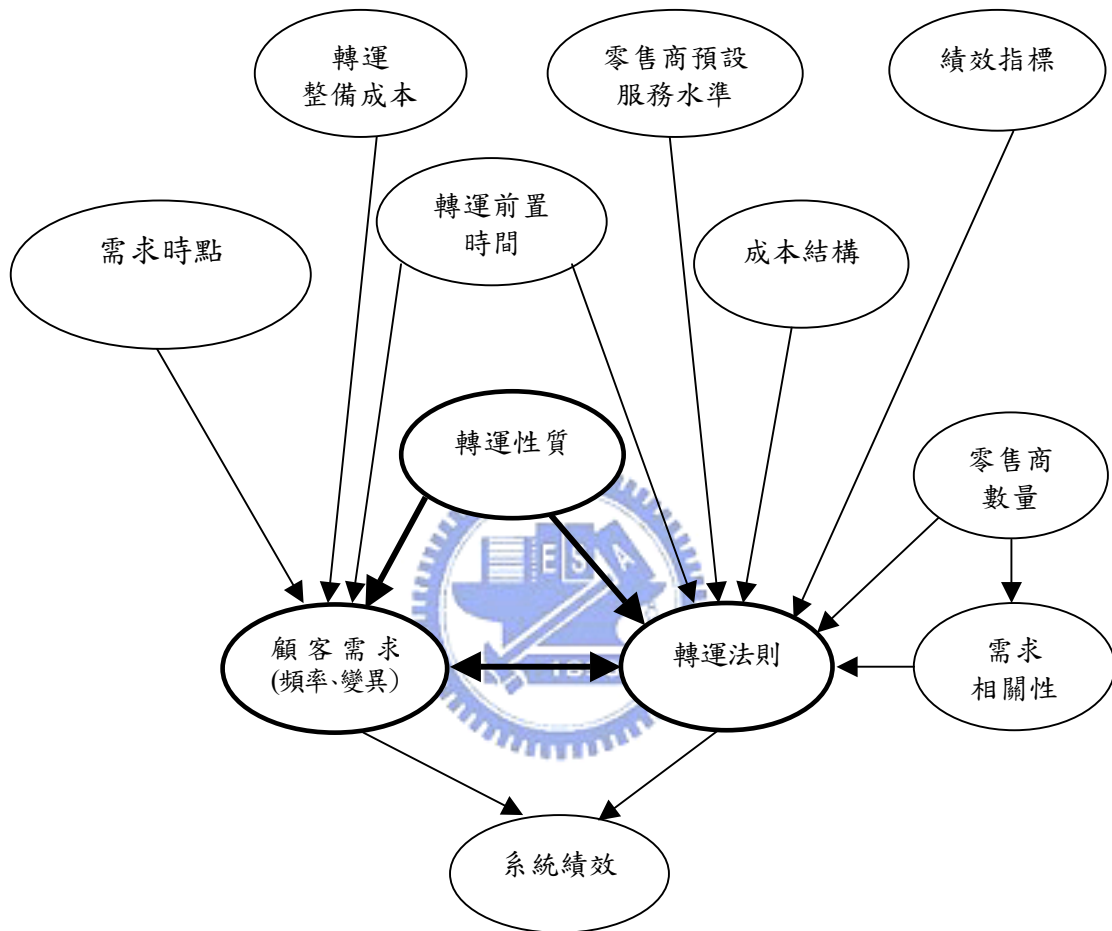 轉運
整備成本
零售商預設
服務水準
績效指標
需求時點
轉運前置
時間
成本結構
轉運性質
零售商
數量
顧客需求
(頻率、變異)
轉運法則
需求
相關性
系統績效
E S A